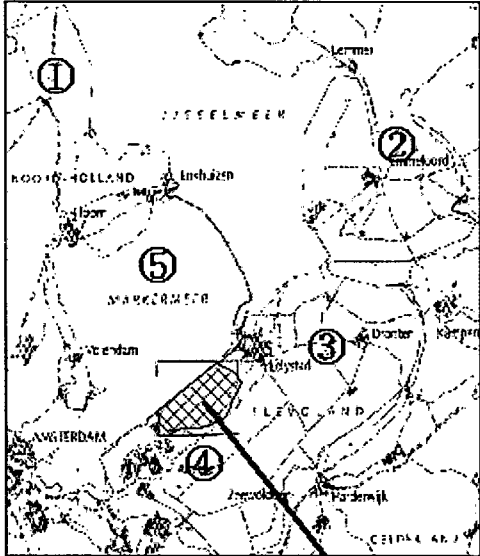 ①
Lemmer
IJSSELMEER
②
Emmeloord
NOORD-HOLLAND
Enkhuizen
Hoorn
⑤
MARKERMEER
Kampen
③
Dronten
Volendam
Lelystad
FLEVOLAND
AMSTERDAM
④
Zeewolde
Harderwijk
GELDERLAND